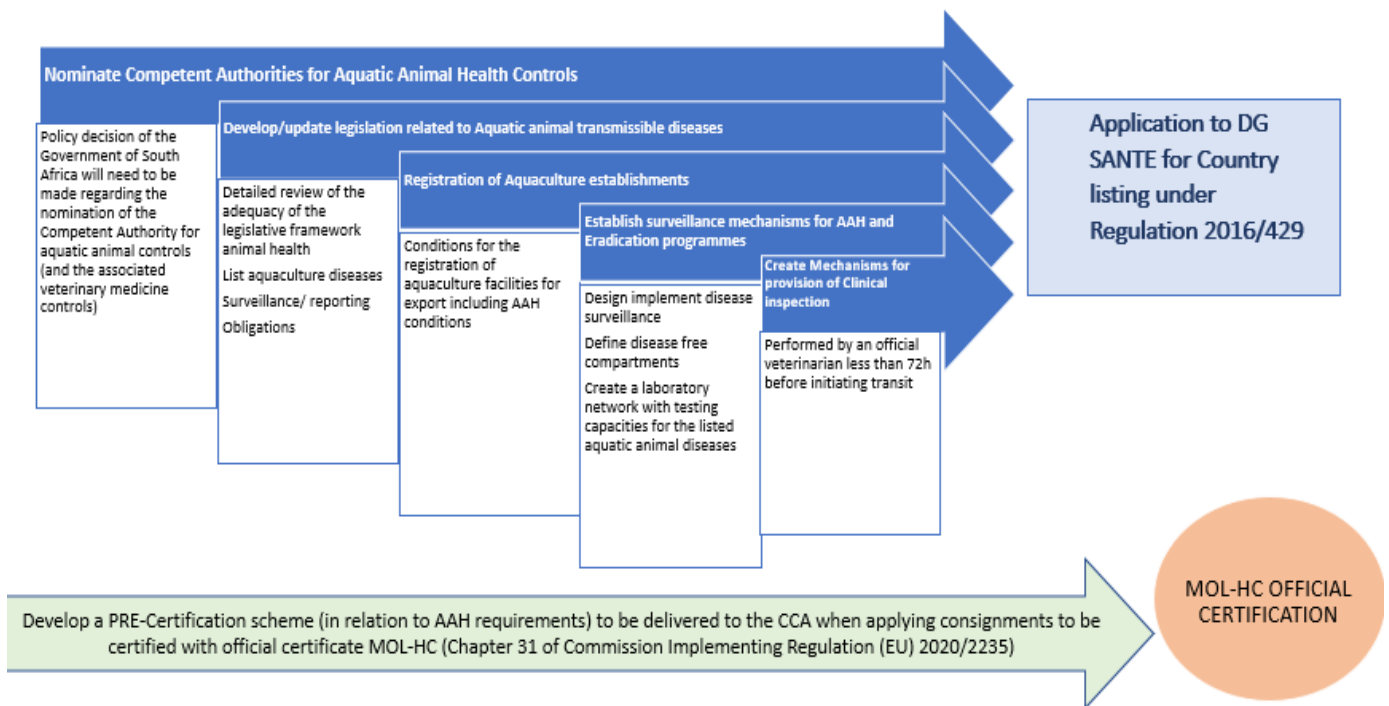 Nominate Competent Authorities for Aquatic Animal Health Controls
Policy decision of the
Government of South
Africa will need to be
made regarding the
nomination of the
Competent Authority for
aquatic animal controls
(and the associated
veterinary medicine
controls)
Develop/update legislation related to Aquatic animal transmissible diseases
Detailed review of the
adequacy of the
legislative framework
animal health
List aquaculture diseases
Surveillance/ reporting
Obligations
Registration of Aquaculture establishments
Conditions for the
registration of
aquaculture facilities for
export including AAH
conditions
Establish surveillance mechanisms for AAH and
Eradication programmes
Design implement disease
surveillance
Define disease free
compartments
Create a laboratory
network with testing
capacities for the listed
aquatic animal diseases
Create Mechanisms for
provision of Clinical
inspection
Performed by an official
veterinarian less than 72h
before initiating transit
Application to DG
SANTE for Country
listing under
Regulation 2016/429
Develop a PRE-Certification scheme (in relation to AAH requirements) to be delivered to the CCA when applying consignments to be
certified with official certificate MOL-HC (Chapter 31 of Commission Implementing Regulation (EU) 2020/2235)
MOL-HC OFFICIAL
CERTIFICATION